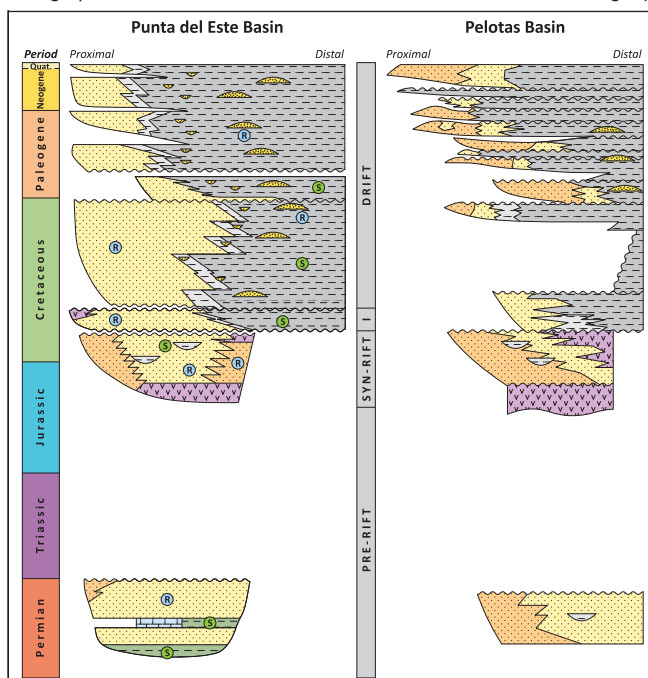 Punta del Este Basin
Pelotas Basin
Period
Proximal
Distal
Proximal
Distal
Quat.
Neogene
Paleogene
Cretaceous
Jurassic
Triassic
Permian
DRIFT
I
SYN-RIFT
PRE-RIFT
R
S
R
R
S
R
S
S
R
R
R
S
S